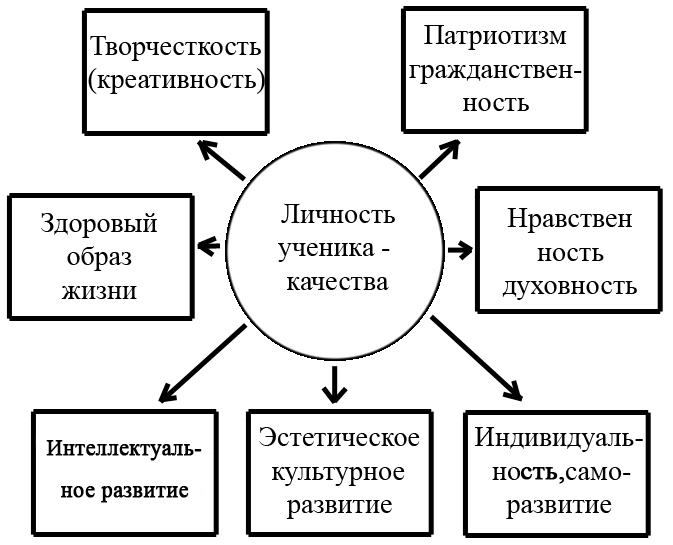 Творчесткость
(креативность)
Патриотизм
гражданствен-
ность
Здоровый
образ
жизни
Личность
ученика -
качества
Нравствен
ность
духовность
Интеллектуаль-
ное развитие
Эстетическое
культурное
развитие
Индивидуаль-
ность,само-
развитие